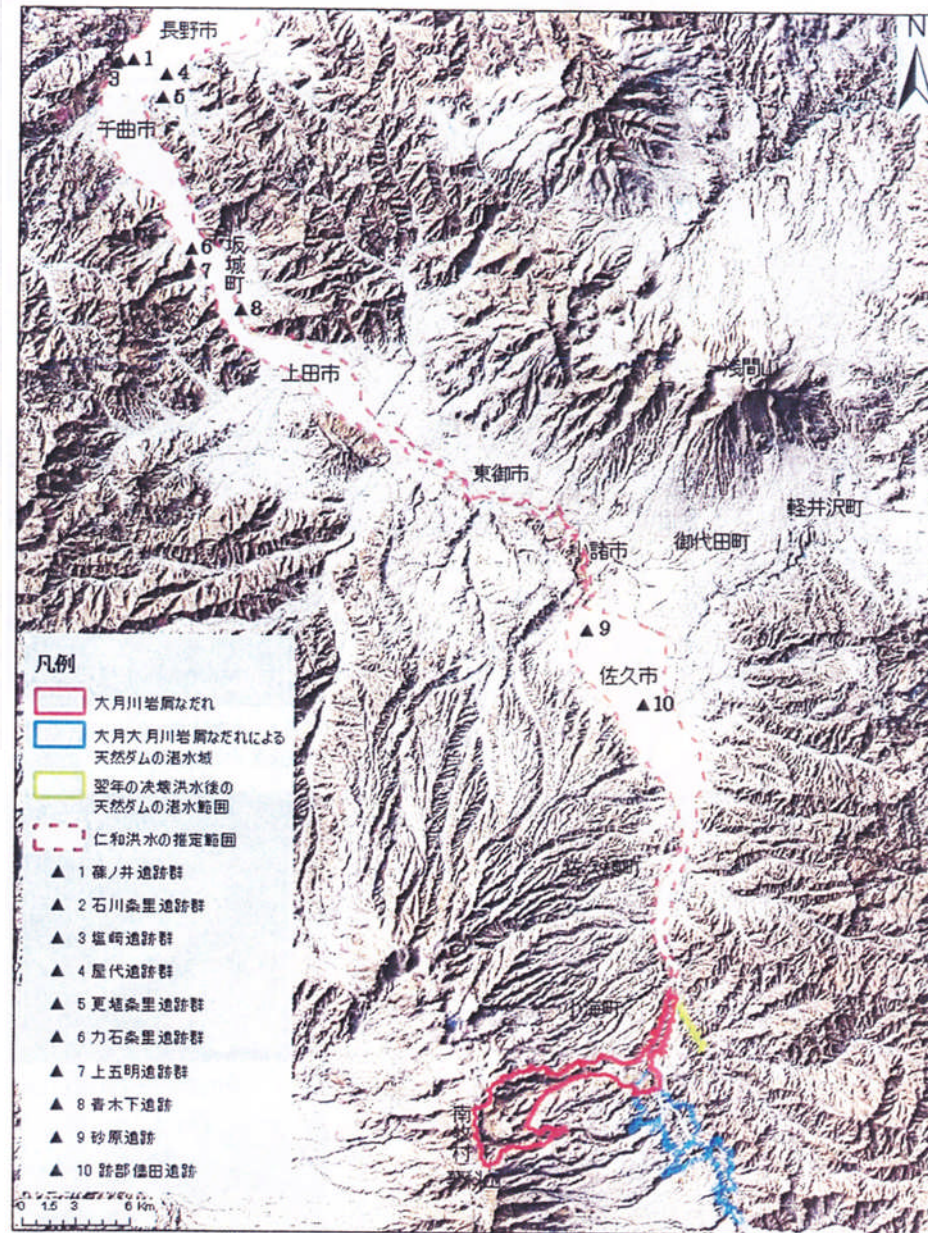 長野市
N
1
3
4
5
千曲市
6
7
坂城町
8
上田市
浅間山
東御市
軽井沢町
御代田町
諸市
9
佐久市
10
海町
南
村
凡例
大月川岩屑なだれ
大月大月川岩屑なだれによる
天然ダムの湛水域
翌年の決壊洪水後の
天然ダムの湛水範囲
仁和洪水の推定範囲
1 篠ノ井遺跡群
2 石川条里遺跡群
3 塩崎遺跡群
4 屋代遺跡群
5 更埴条里遺跡群
6 力石条里遺跡群
7 上五明遺跡群
8 青木下遺跡
9 砂原遺跡
10 跡部儘田遺跡
0 1.5 3 6 Km